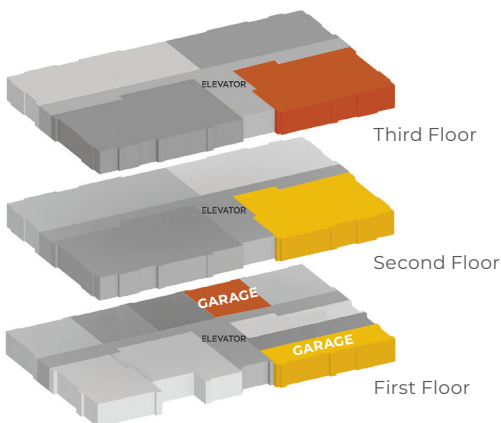 ELEVATOR
Third Floor
ELEVATOR
Second Floor
GARAGE
ELEVATOR
GARAGE
First Floor